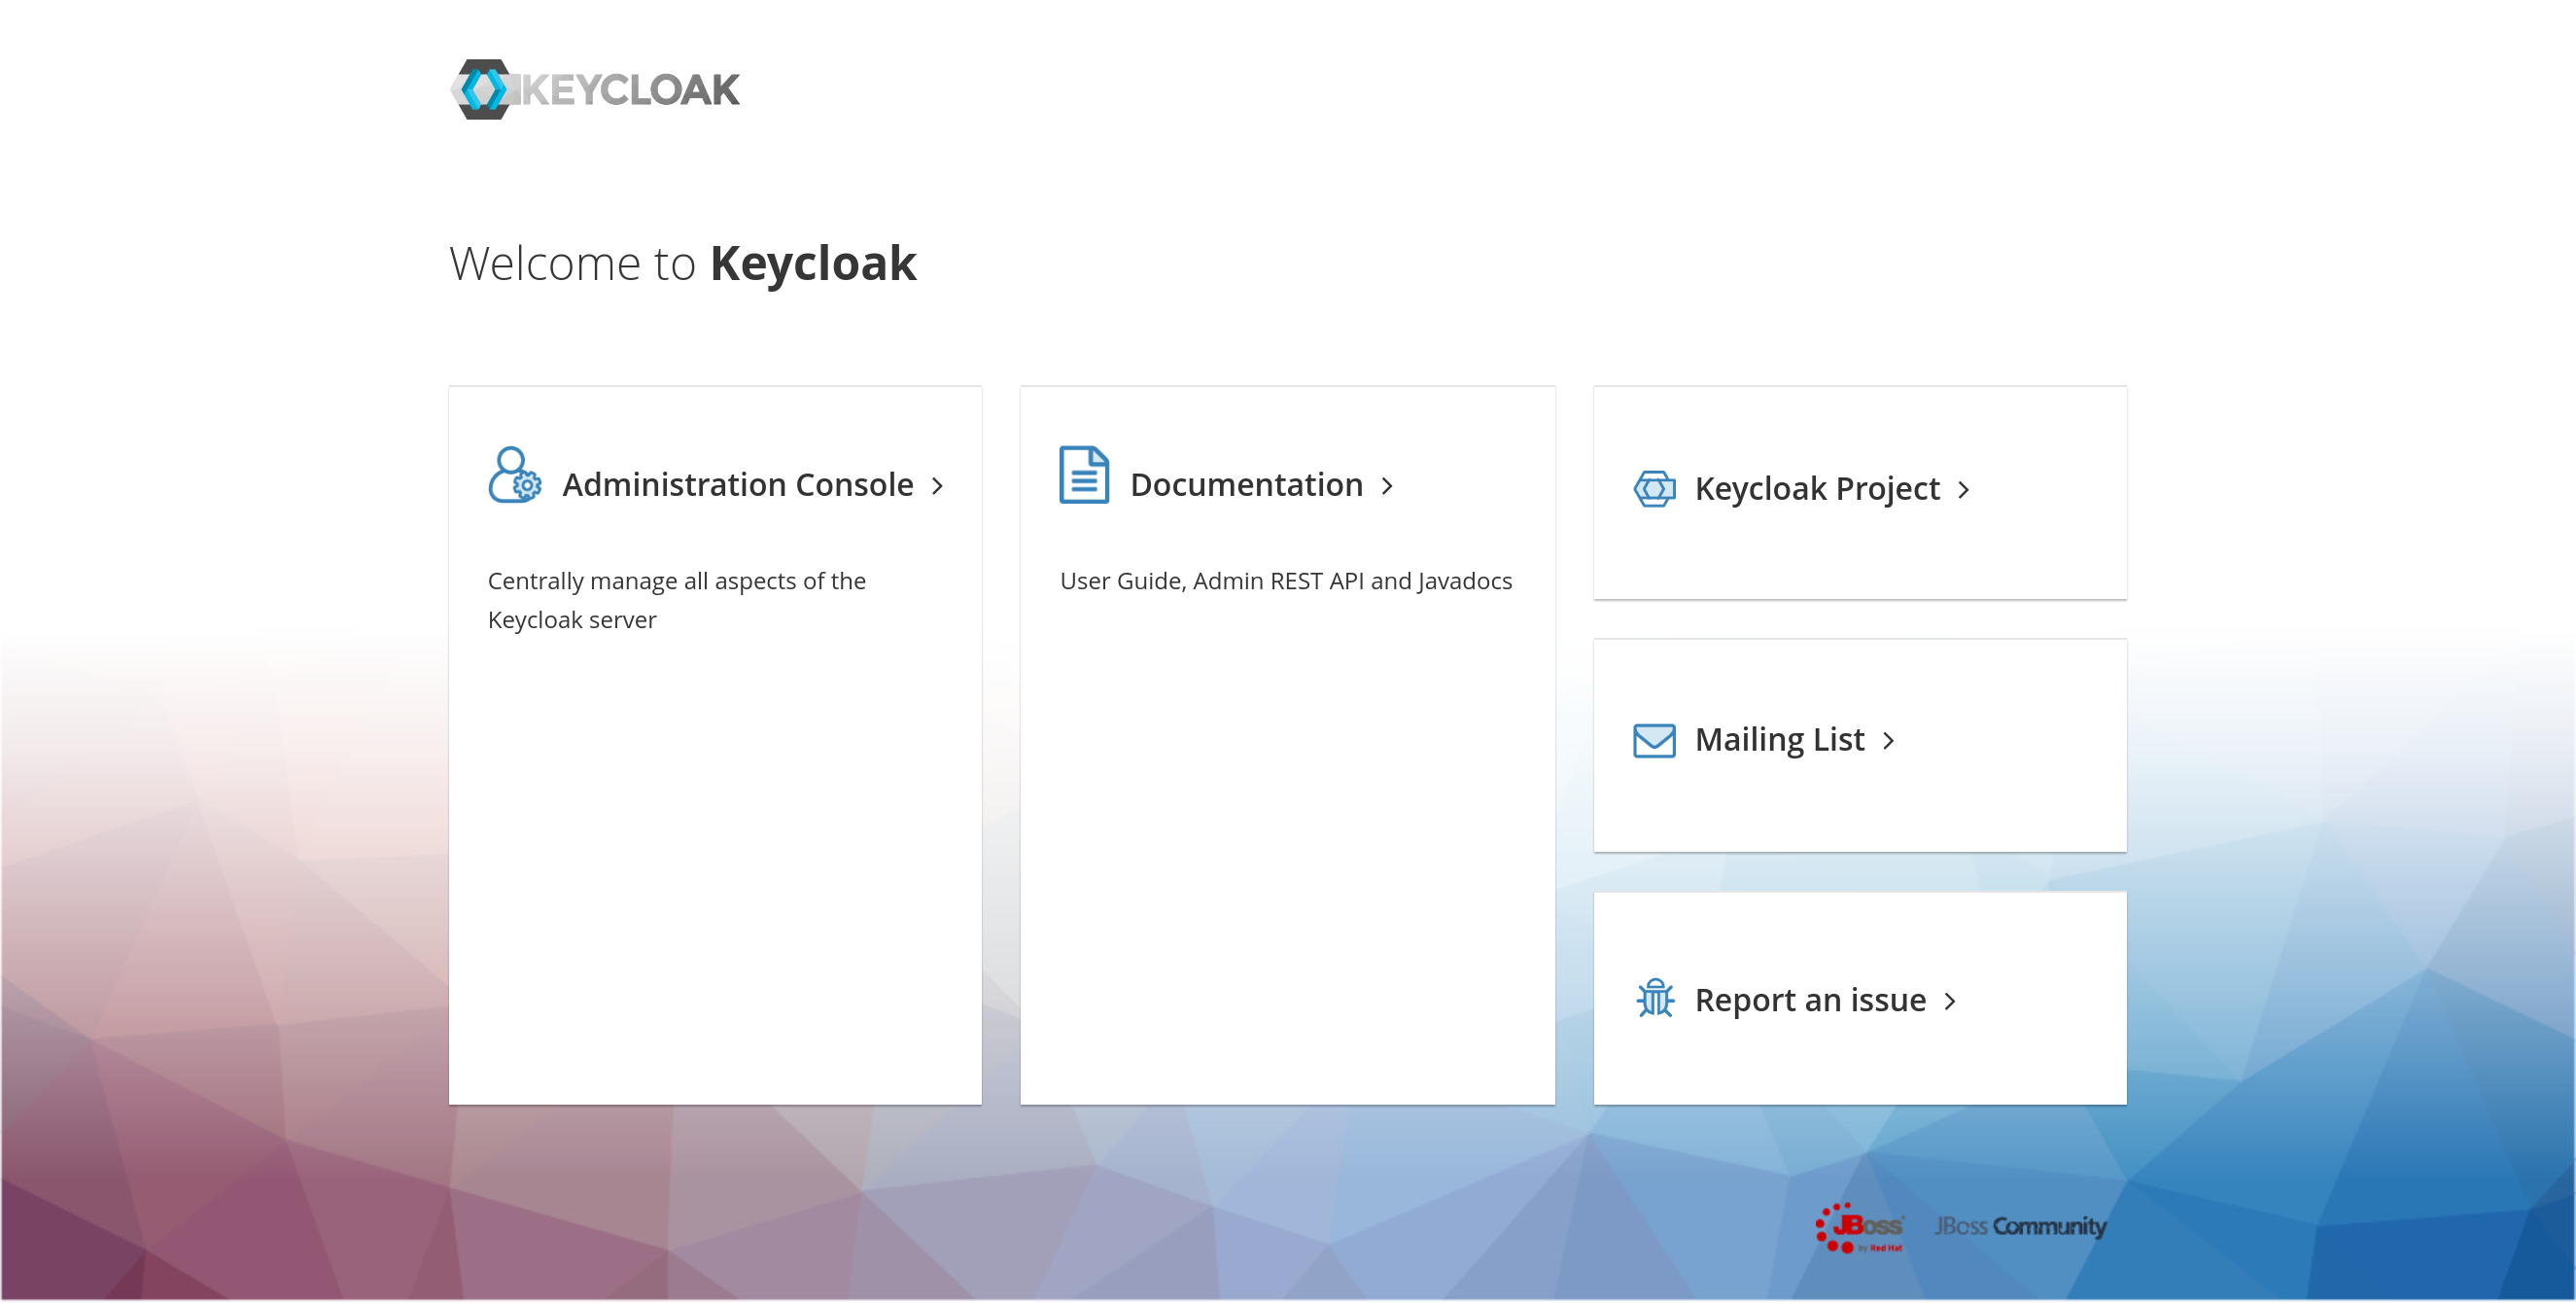 KEYCLOAK
Welcome to Keycloak
Administration Console
Centrally manage all aspects of the
Keycloak server
Documentation
User Guide, Admin REST API and Javadocs
Keycloak Project
Mailing List
Report an issue
JBoss
by Red Hat
JBoss Community